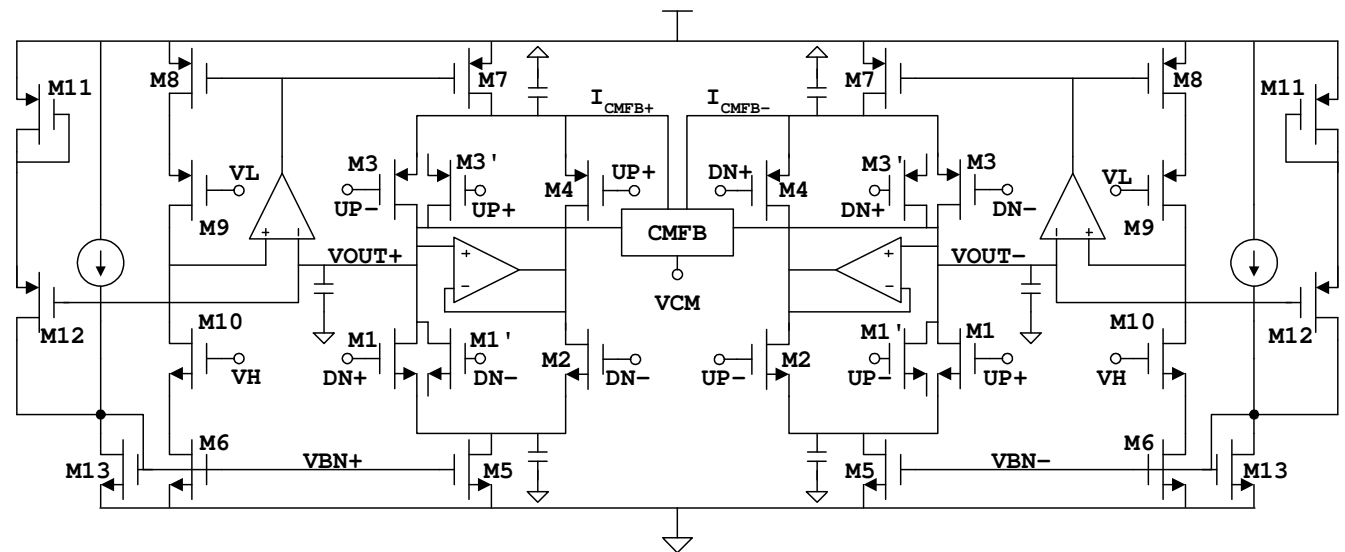 M8 M7 M7 M8
M11 M11
I_CMFB+ I_CMFB-
M3 M3' UP+ DN+ M3' M3
VL M4 M4 VL
UP- UP+ DN+ DN-
M9 CMFB M9
+ - VOUT+ + VOUT- + - +
- VCM -
M12 M10 M1 M1' M2 M2 M1' M1 M10 M12
VH DN+ DN- DN- UP- UP- UP+ VH
M13 M6 VBN+ M5 M5 VBN- M6 M13